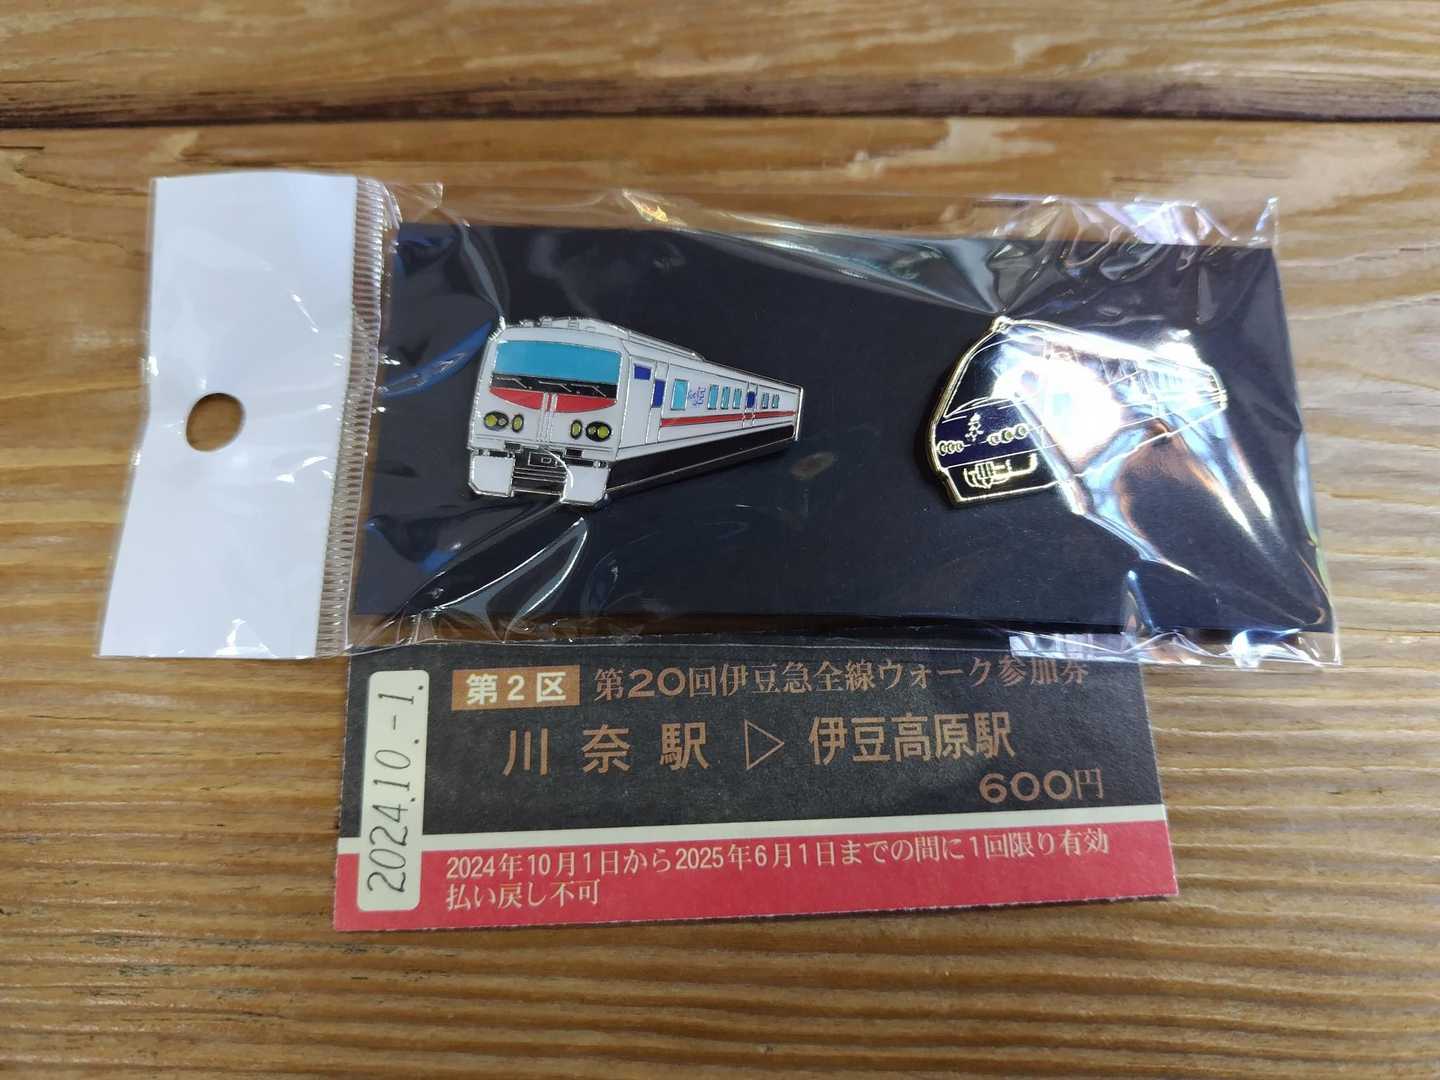 第2区 第20回伊豆急全線ウォーク参加券
川奈駅 ▷ 伊豆高原駅
600円
2024.10.-1.
2024年10月1日から2025年6月1日までの間に1回限り有効
払い戻し不可